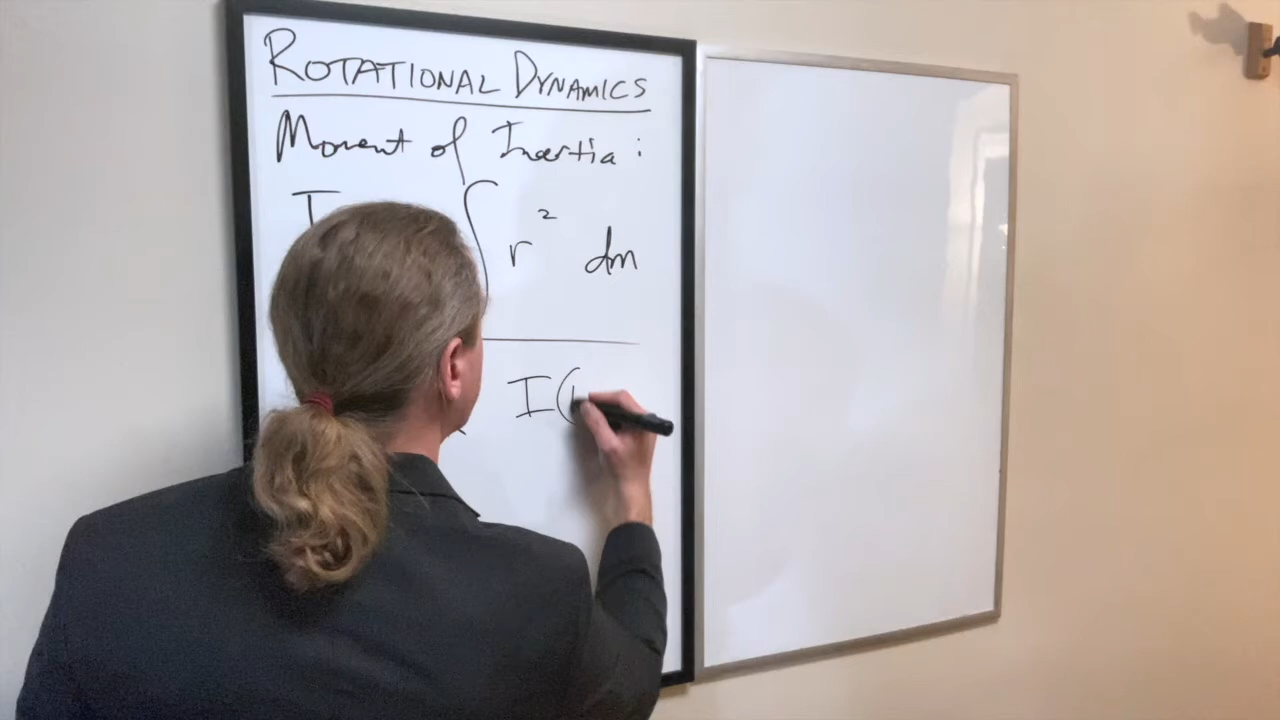 ROTATIONAL DYNAMICS
Moment of Inertia :
I ∫ r² dm
I(